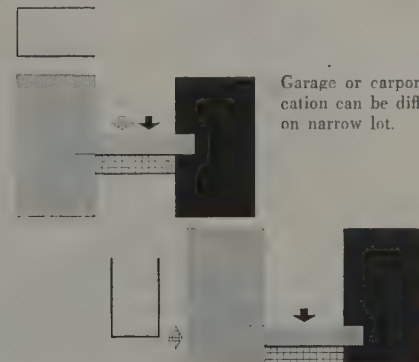 Garage or carpor
cation can be diff
on narrow lot.